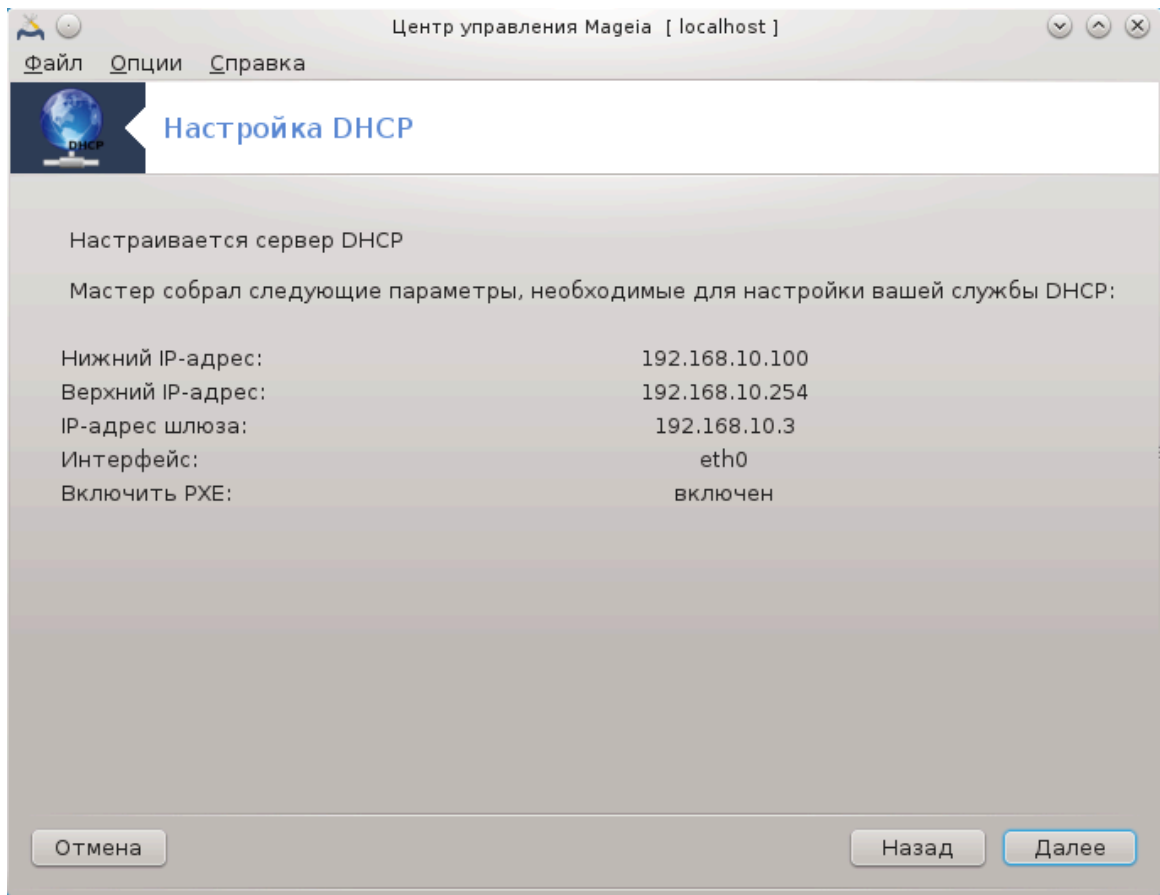 Центр управления Mageia [ localhost ]
Файл Опции Справка
DHCP
Настройка DHCP
Настраивается сервер DHCP
Мастер собрал следующие параметры, необходимые для настройки вашей службы DHCP:
Нижний IP-адрес: 192.168.10.100
Верхний IP-адрес: 192.168.10.254
IP-адрес шлюза: 192.168.10.3
Интерфейс: eth0
Включить PXE: включен
Отмена Назад Далее